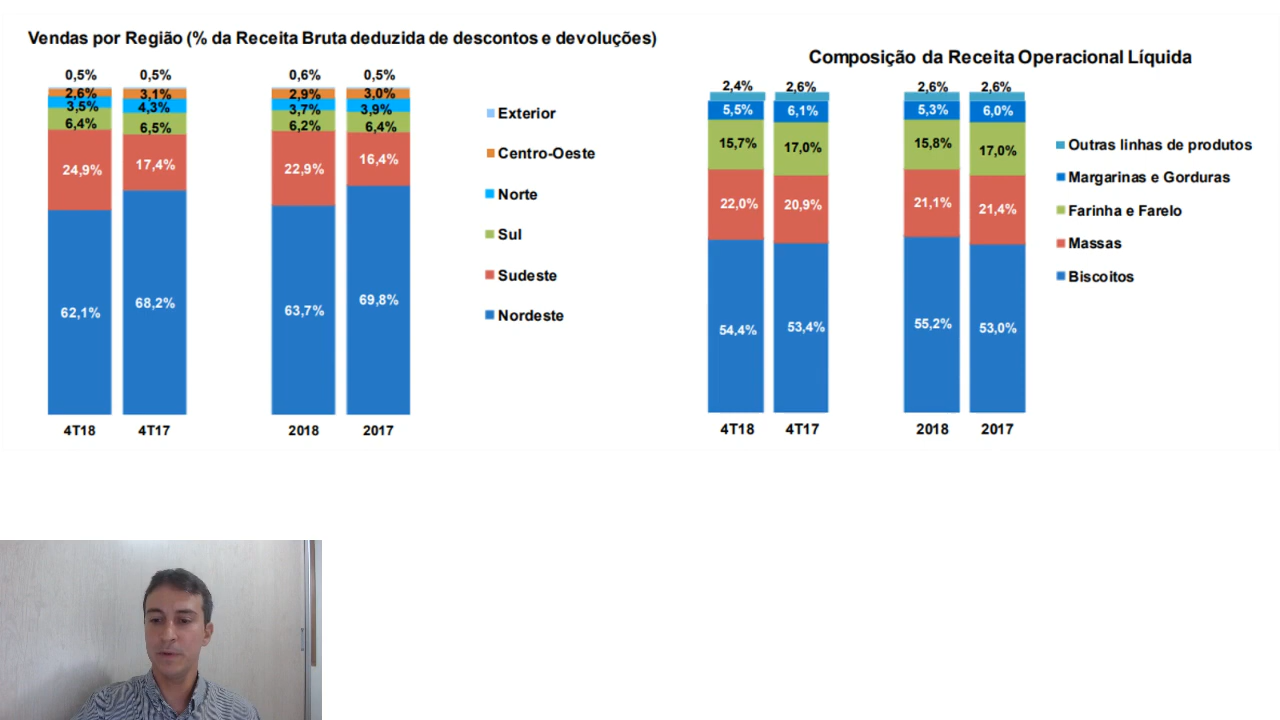 Vendas por Região (% da Receita Bruta deduzida de descontos e devoluções)
0,5% 0,5% 0,6% 0,5%
2,6% 3,1% 2,9% 3,0%
3,5% 4,3% 3,7% 3,9%
6,4% 6,5% 6,2% 6,4%
24,9% 17,4% 22,9% 16,4%
62,1% 68,2% 63,7% 69,8%
4T18 4T17 2018 2017
Exterior
Centro-Oeste
Norte
Sul
Sudeste
Nordeste
Composição da Receita Operacional Líquida
2,4% 2,6% 2,6% 2,6%
5,5% 6,1% 5,3% 6,0%
15,7% 17,0% 15,8% 17,0%
22,0% 20,9% 21,1% 21,4%
54,4% 53,4% 55,2% 53,0%
4T18 4T17 2018 2017
Outras linhas de produtos
Margarinas e Gorduras
Farinha e Farelo
Massas
Biscoitos